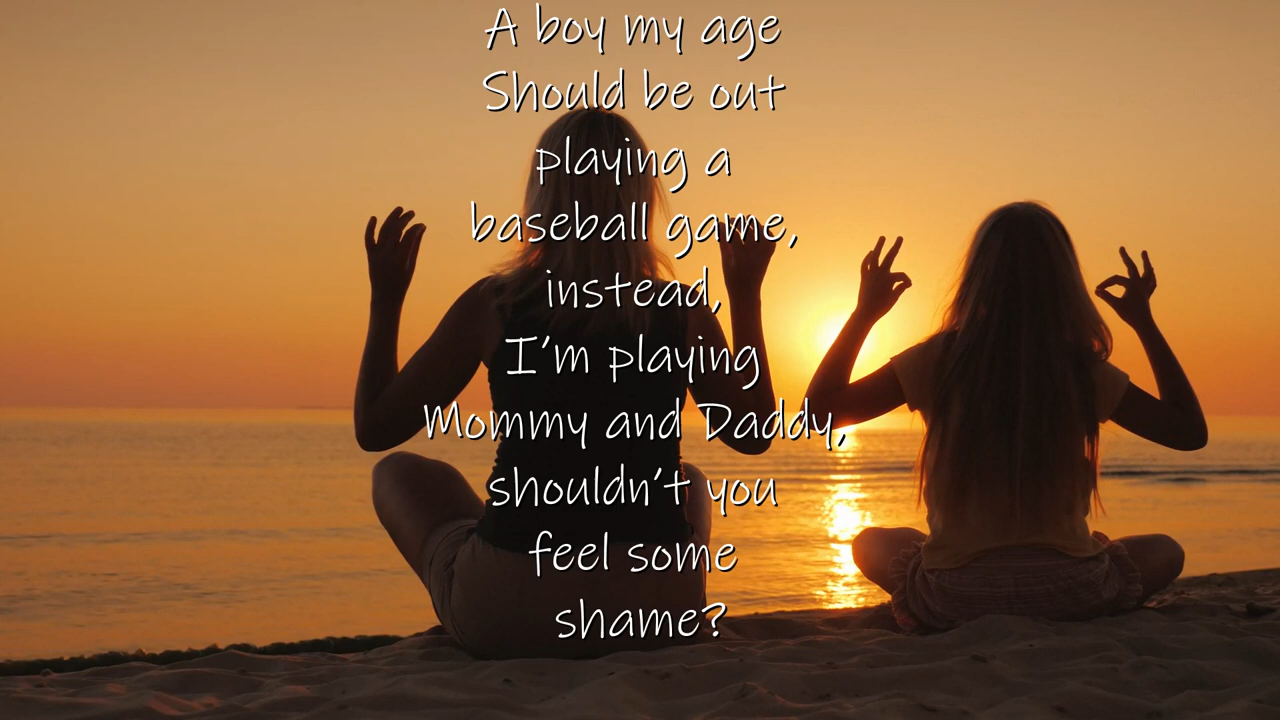 A boy my age
Should be out
playing a
baseball game,
instead,
I'm playing
Mommy and Daddy,
shouldn't you
feel some
shame?